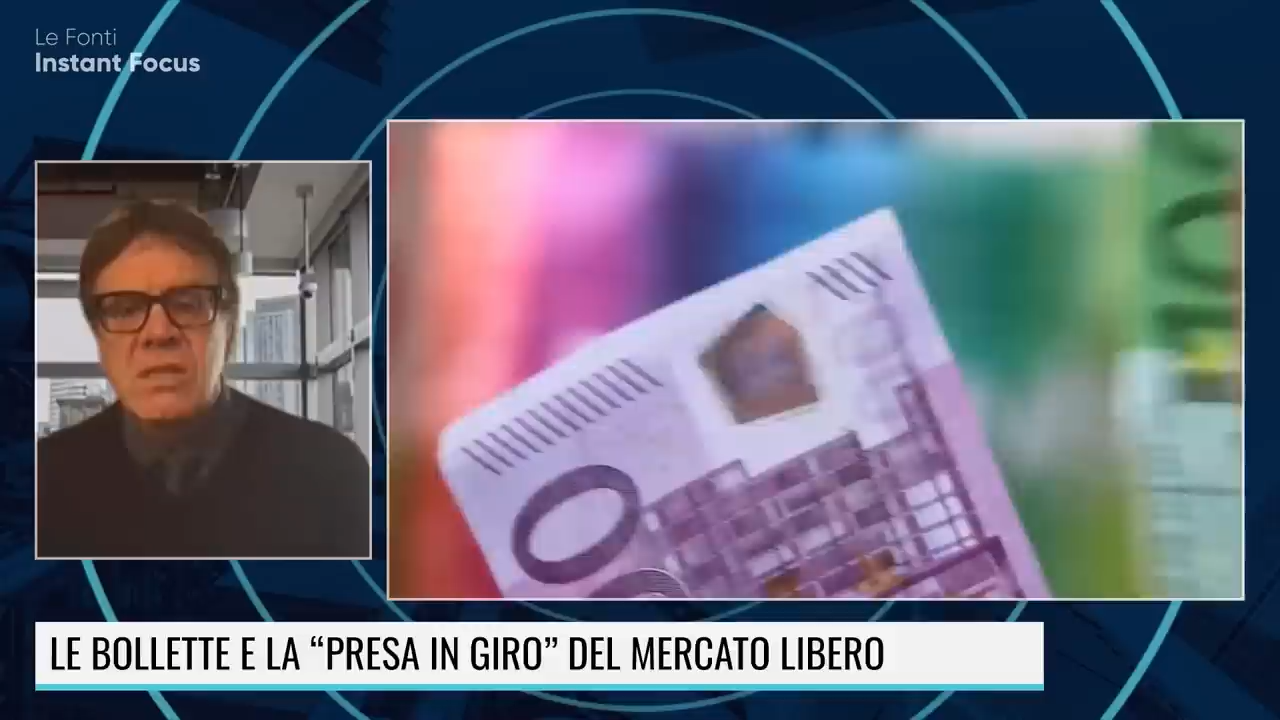 Le Fonti
Instant Focus
LE BOLLETTE E LA “PRESA IN GIRO” DEL MERCATO LIBERO